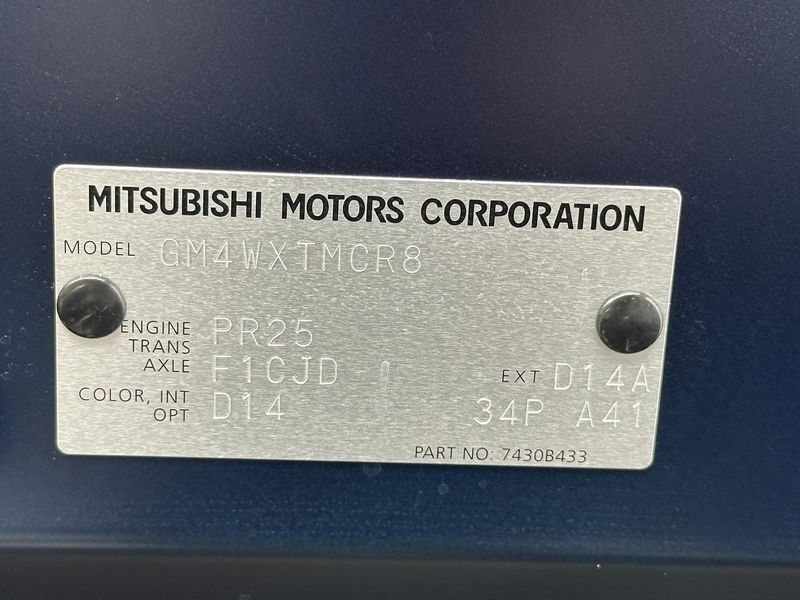 MITSUBISHI MOTORS CORPORATION
MODEL GM4WXTMCR8
ENGINE PR25
TRANS AXLE F1CJD
EXT D14A
COLOR, INT OPT D14 34P A41
PART NO: 7430B433